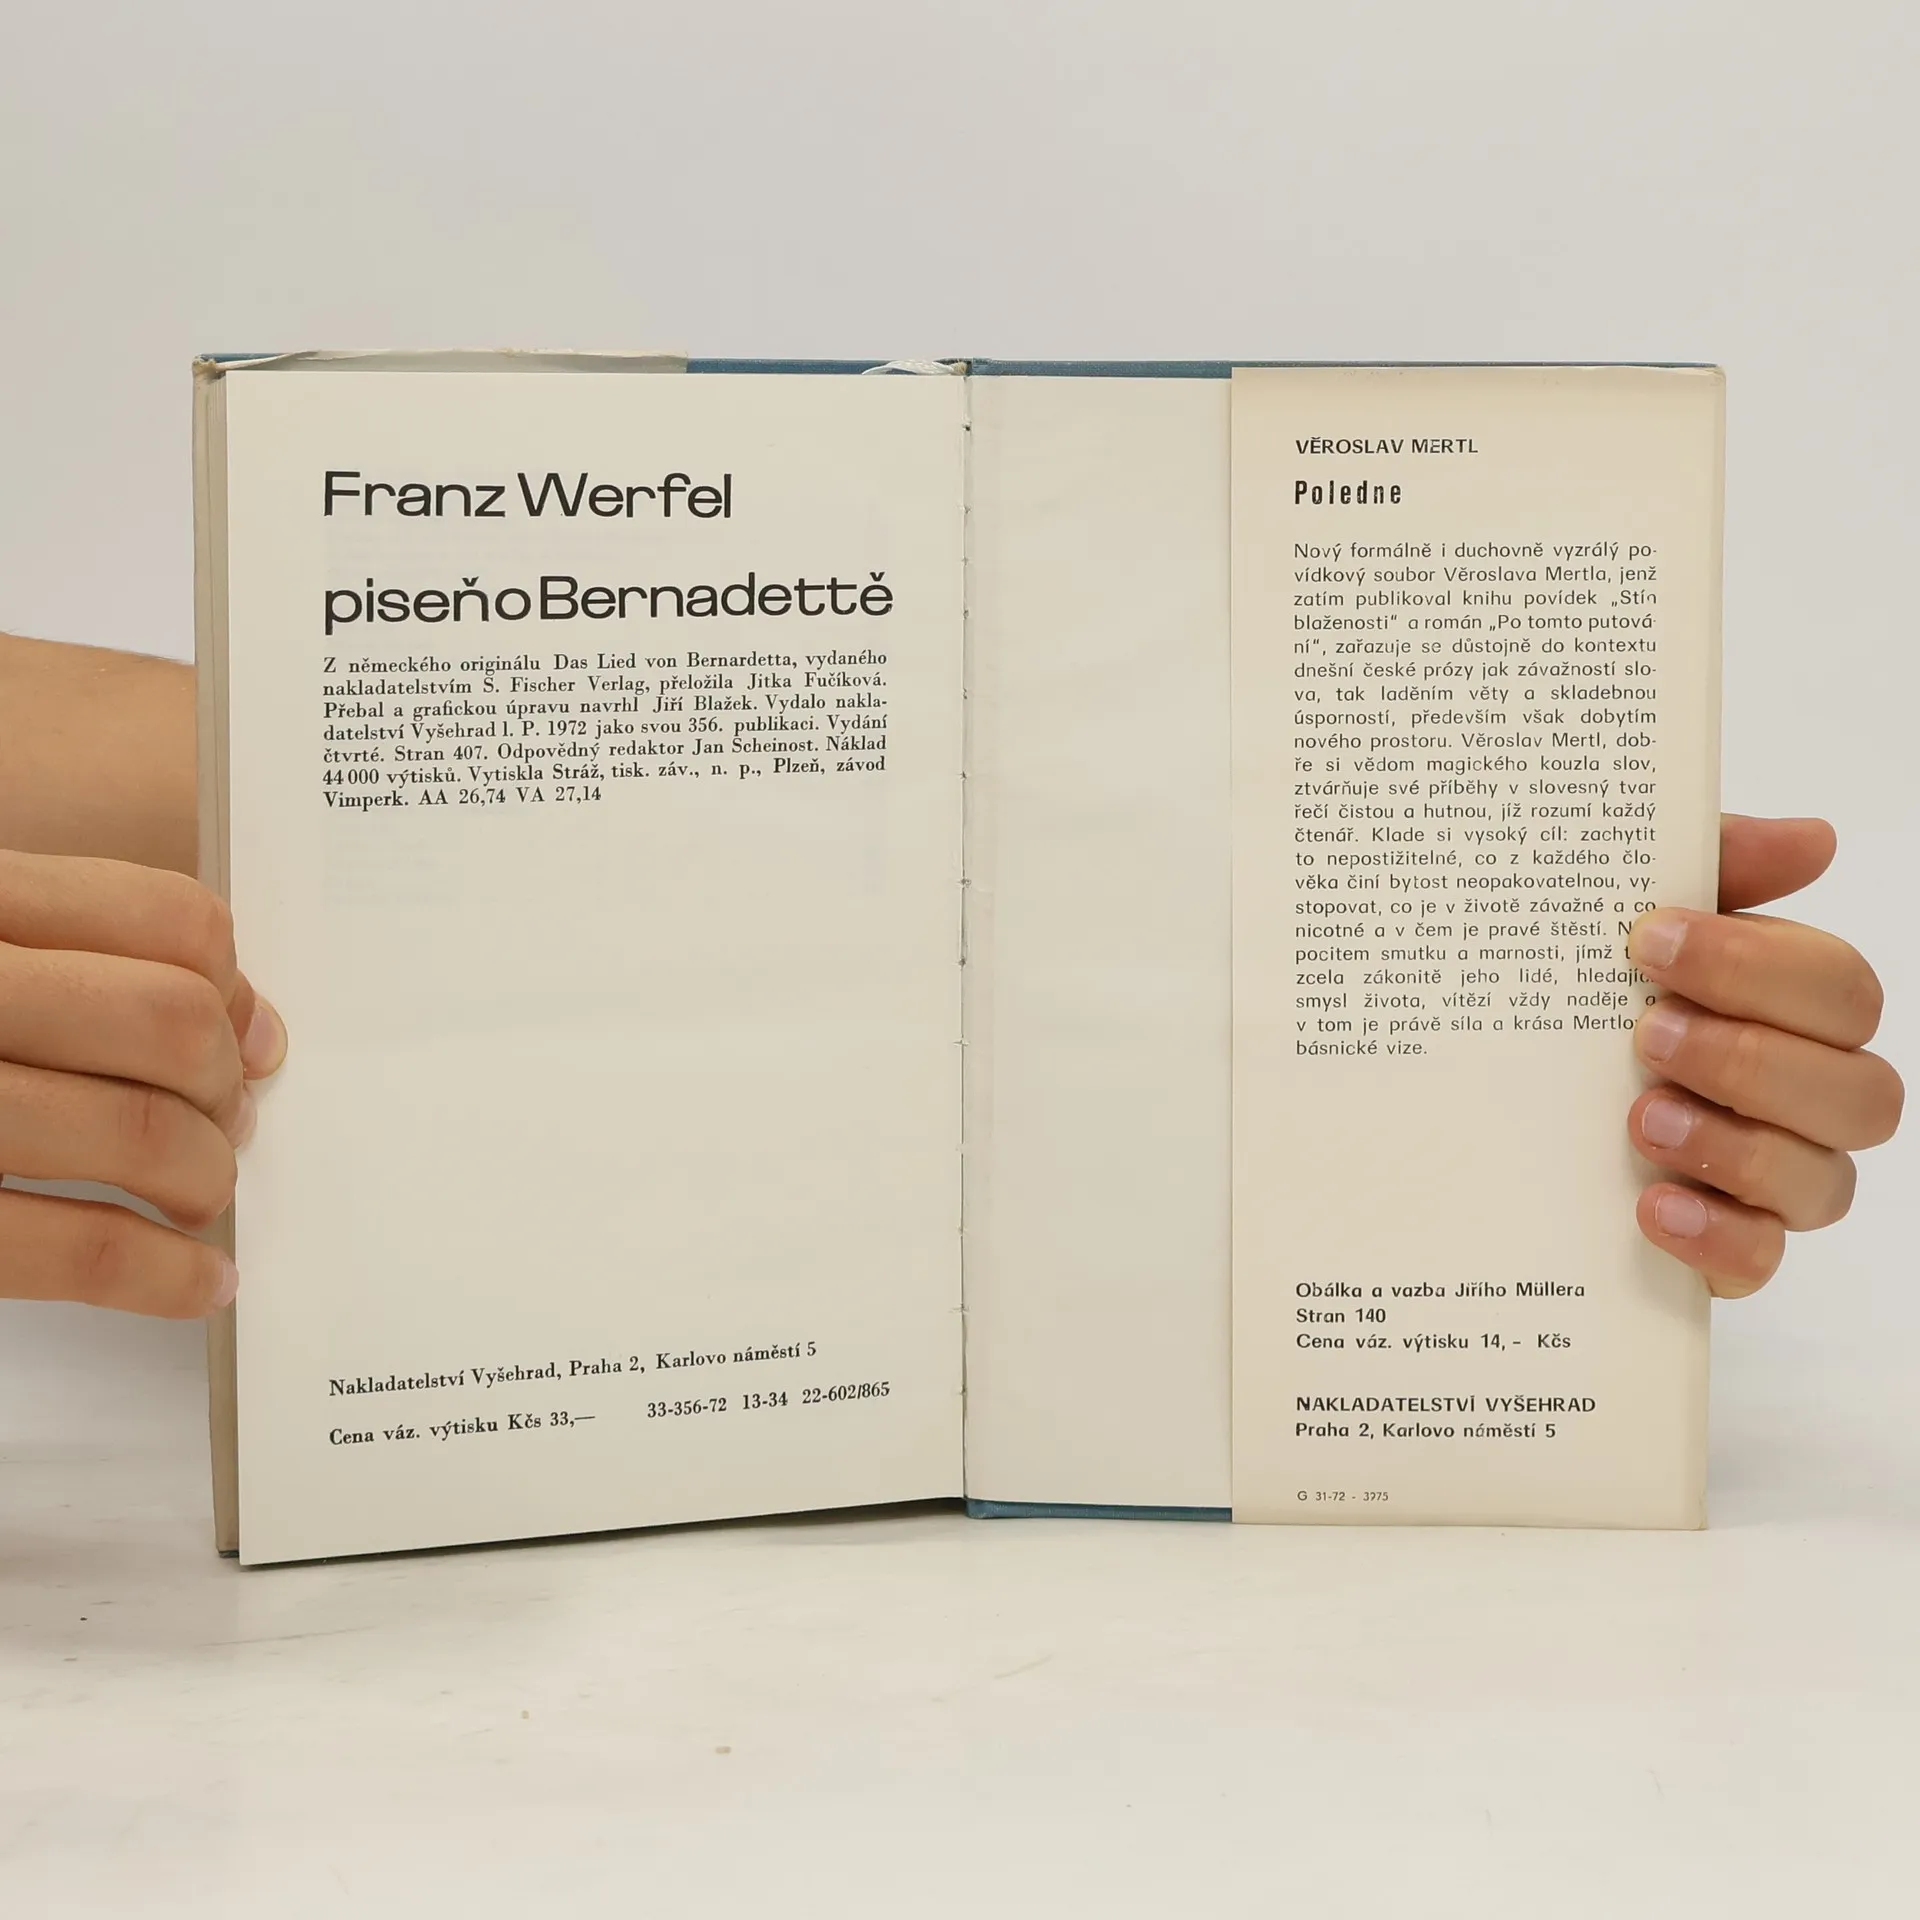 Franz Werfel
piseň o Bernadettě
Z německého originálu Das Lied von Bernardetta, vydaného
nakladatelstvím S. Fischer Verlag, přeložila Jitka Fučíková.
Přebal a grafickou úpravu navrhl Jiří Blažek. Vydalo nakla-
datelství Vyšehrad l. P. 1972 jako svou 356. publikaci. Vydání
čtvrté. Stran 407. Odpovědný redaktor Jan Scheinost. Náklad
44 000 výtisků. Vytiskla Stráž, tisk. záv., n. p., Plzeň, závod
Vimperk. AA 26,74 VA 27,14
Nakladatelství Vyšehrad, Praha 2, Karlovo náměstí 5
Cena váz. výtisku Kčs 33,— 33-356-72 13-34 22-602/865
VĚROSLAV MERTL
Poledne
Nový formálně i duchovně vyzrálý po-
vídkový soubor Věroslava Mertla, jenž
zatím publikoval knihu povídek „Stín
blaženosti“ a román „Po tomto putová-
ní“, zařazuje se důstojně do kontextu
dnešní české prózy jak závažností slo-
va, tak laděním věty a skladebnou
úsporností, především však dobytím
nového prostoru. Věroslav Mertl, dob-
ře si vědom magického kouzla slov,
ztvárňuje své příběhy v slovesný tvar
řečí čistou a hutnou, jíž rozumí každý
čtenář. Klade si vysoký cíl: zachytit
to nepostižitelné, co z každého člo-
věka činí bytost neopakovatelnou, vy-
stopovat, co je v životě závažné a co
nicotné a v čem je pravé štěstí.
pocitem smutku a marnosti, jímž
zcela zákonitě jeho lidé,
smysl života, vítězí vždy naděje a
v tom je právě síla a krása
básnické vize.
Obálka a vazba Jiřího Müllera
Stran 140
Cena váz. výtisku 14,– Kčs
NAKLADATELSTVÍ VYŠEHRAD
Praha 2, Karlovo náměstí 5
G 31-72 - 3975